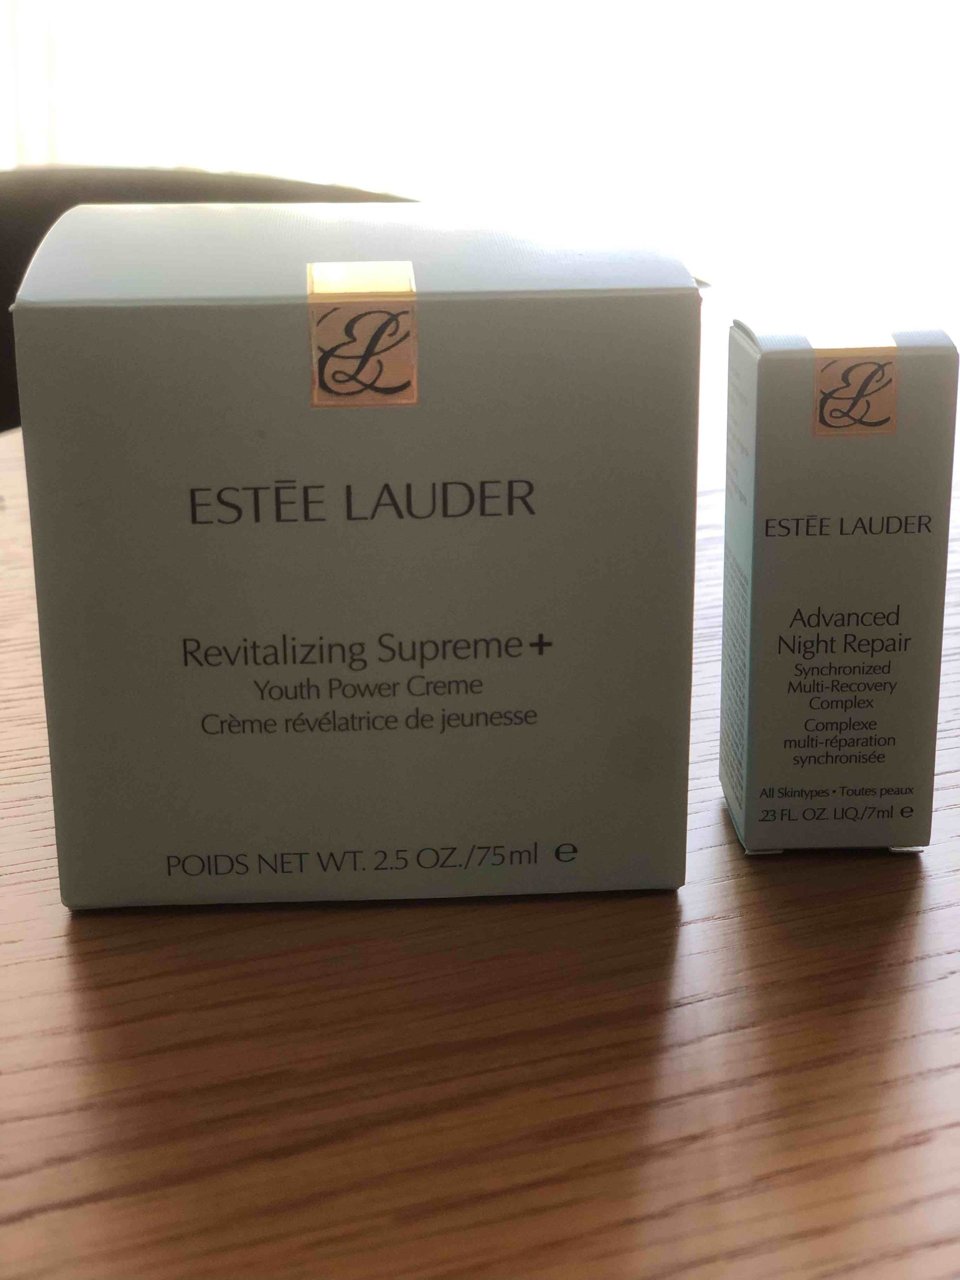 EL
ESTĒE LAUDER
Revitalizing Supreme+
Youth Power Creme
Crème révélatrice de jeunesse
POIDS NET WT. 2.5 OZ./75ml e
EL
ESTĒE LAUDER
Advanced
Night Repair
Synchronized
Multi-Recovery
Complex
Complexe
multi-réparation
synchronisée
All Skintypes • Toutes peaux
.23 FL. OZ. LIQ./7ml e